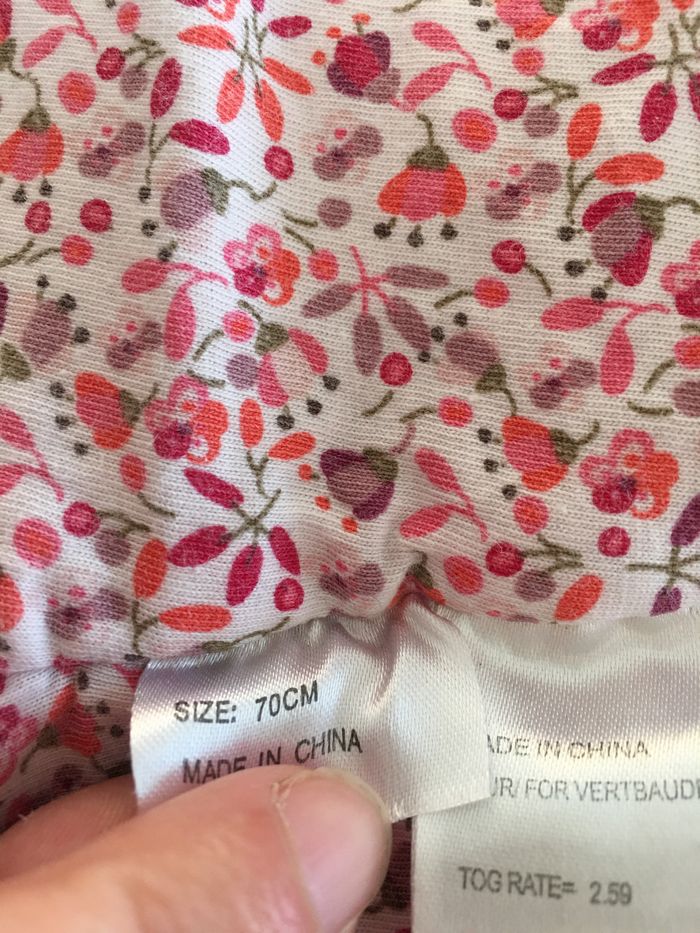 SIZE: 70CM
MADE IN CHINA
ADE IN CHINA
UR/ FOR VERTBAUDE
TOG RATE= 2.59